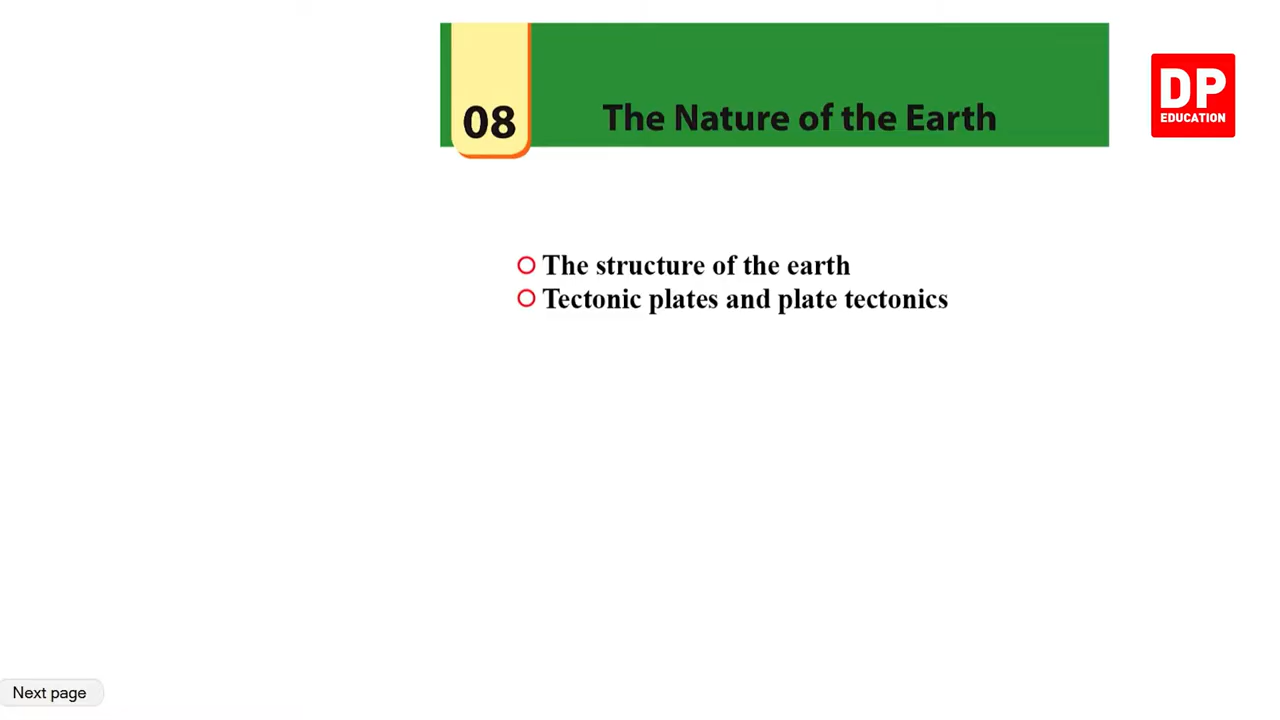 08
The Nature of the Earth
DP
EDUCATION
The structure of the earth
Tectonic plates and plate tectonics
Next page